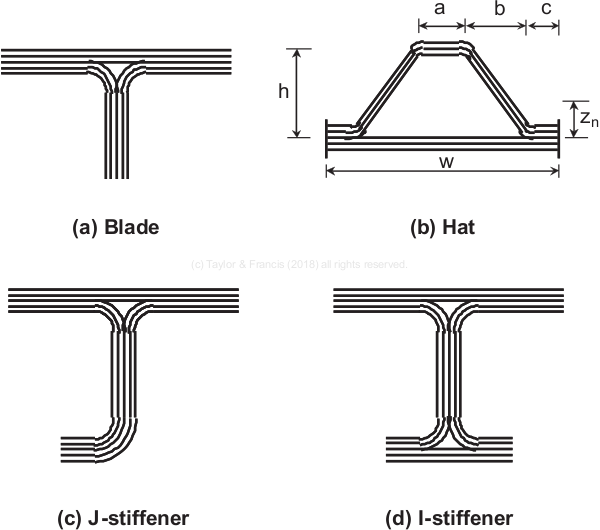 a b c
h
z_n
w
(a) Blade
(b) Hat
(c) Taylor & Francis (2018) all rights reserved.
(c) J-stiffener
(d) I-stiffener